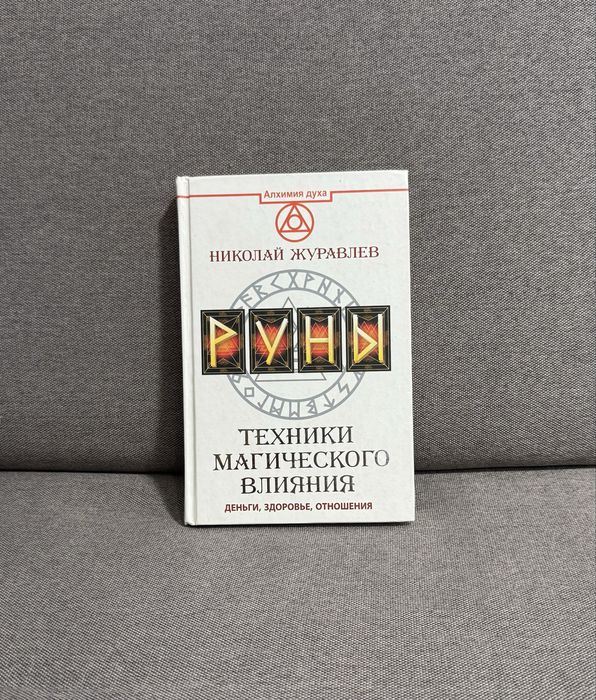 Алхимия духа
НИКОЛАЙ ЖУРАВЛЕВ
РУНЫ
ТЕХНИКИ
МАГИЧЕСКОГО
ВЛИЯНИЯ
ДЕНЬГИ, ЗДОРОВЬЕ, ОТНОШЕНИЯ